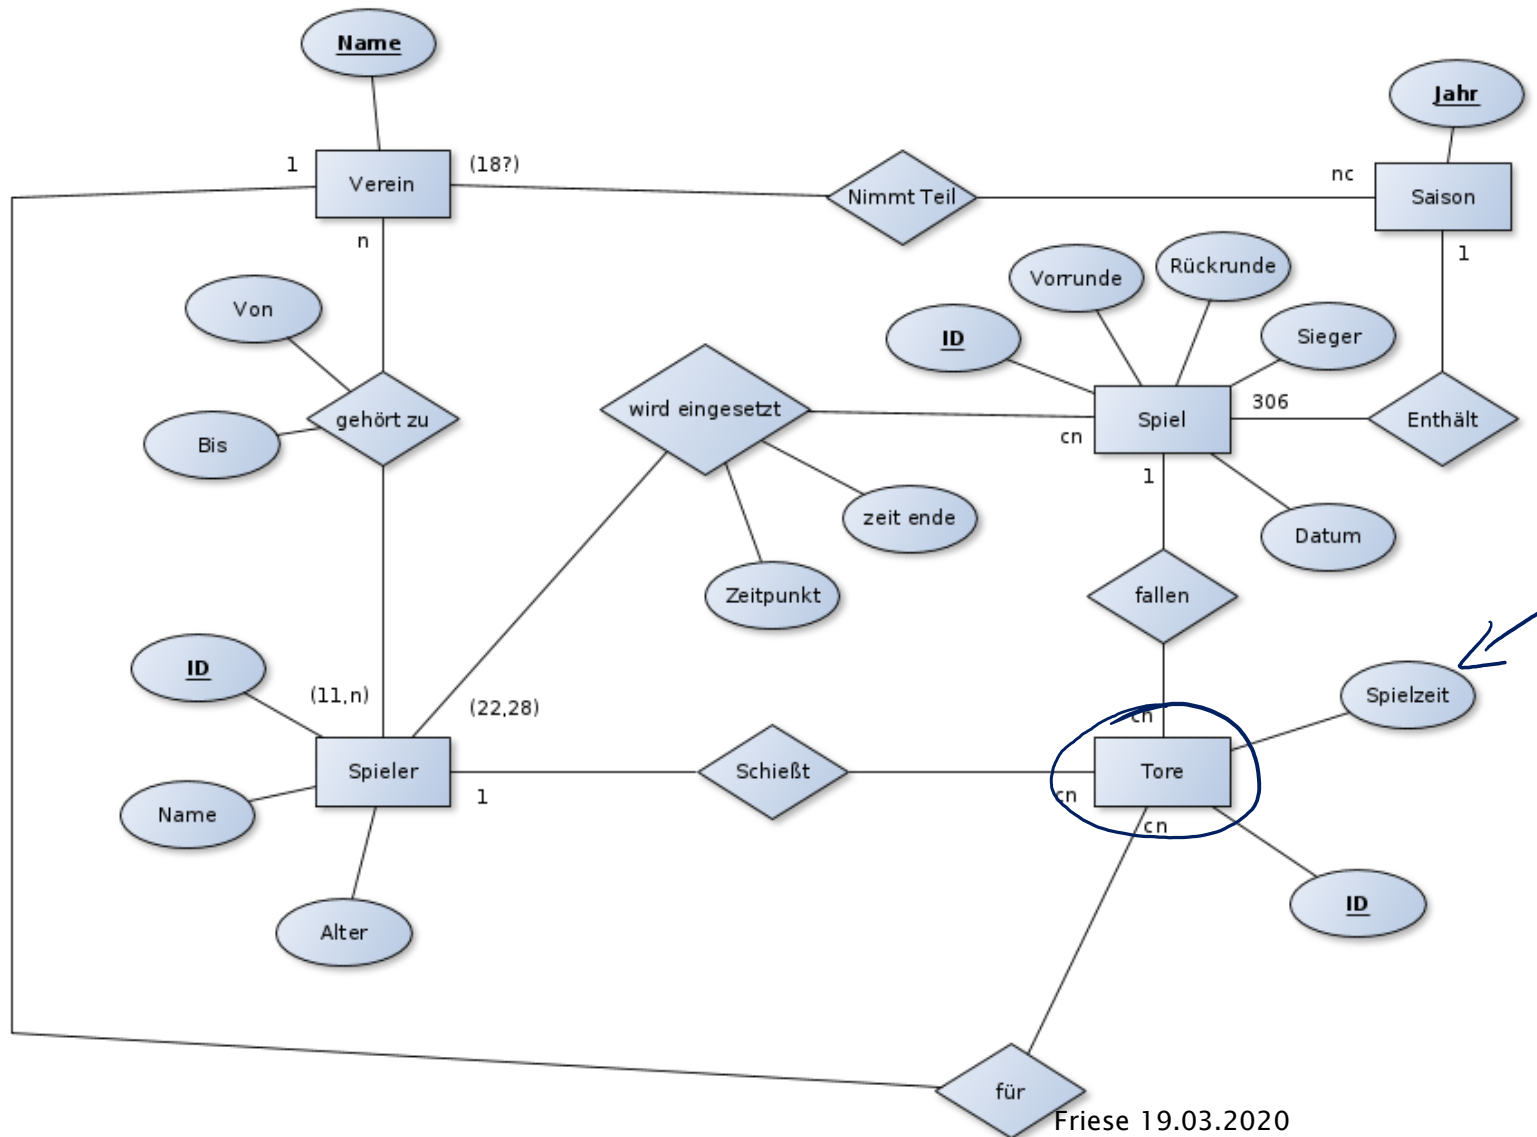 Name
Jahr
1
Verein
(18?)
Nimmt Teil
nc
Saison
n
1
Von
Vorrunde
Rückrunde
ID
Sieger
Bis
gehört zu
wird eingesetzt
cn
Spiel
306
Enthält
1
zeit ende
Datum
Zeitpunkt
fallen
ID
(11,n)
(22,28)
cn
Spielzeit
Spieler
1
Schießt
cn
Tore
cn
Name
Alter
ID
für
Friese 19.03.2020